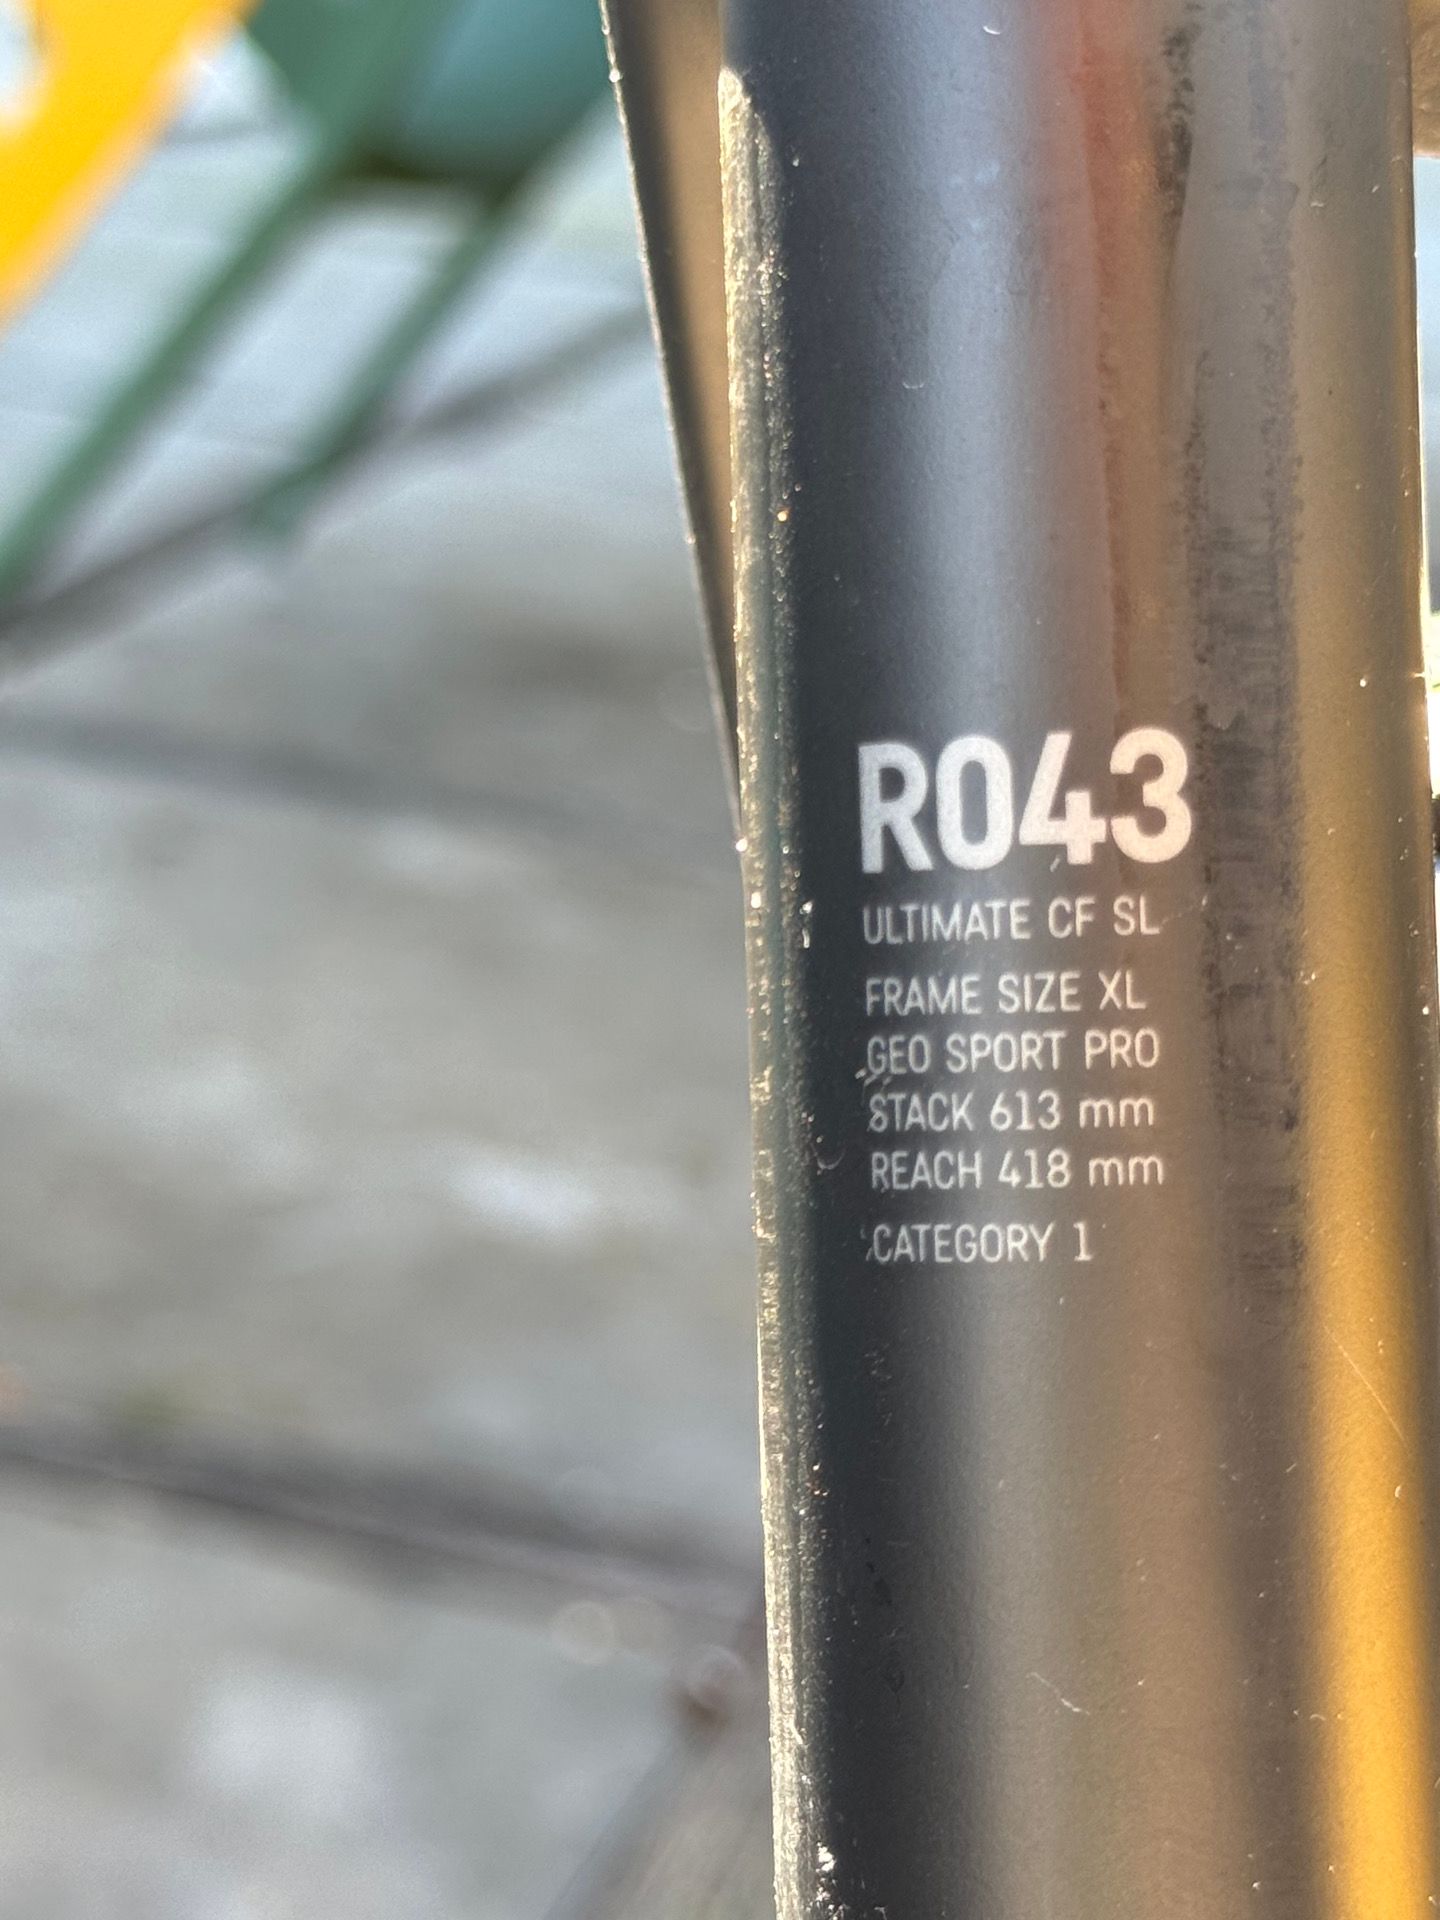 R043
ULTIMATE CF SL
FRAME SIZE XL
GEO SPORT PRO
STACK 613 mm
REACH 418 mm
CATEGORY 1